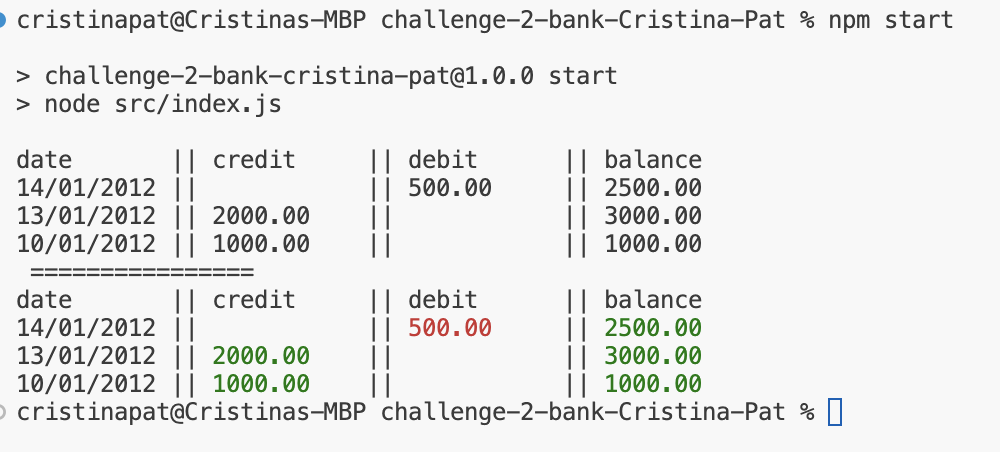 cristinapat@Cristinas-MBP challenge-2-bank-Cristina-Pat % npm start
> challenge-2-bank-cristina-pat@1.0.0 start
> node src/index.js
date       || credit     || debit      || balance
14/01/2012 ||            || 500.00     || 2500.00
13/01/2012 || 2000.00    ||            || 3000.00
10/01/2012 || 1000.00    ||            || 1000.00
 ================
date       || credit     || debit      || balance
14/01/2012 ||            || 500.00     || 2500.00
13/01/2012 || 2000.00    ||            || 3000.00
10/01/2012 || 1000.00    ||            || 1000.00
cristinapat@Cristinas-MBP challenge-2-bank-Cristina-Pat %